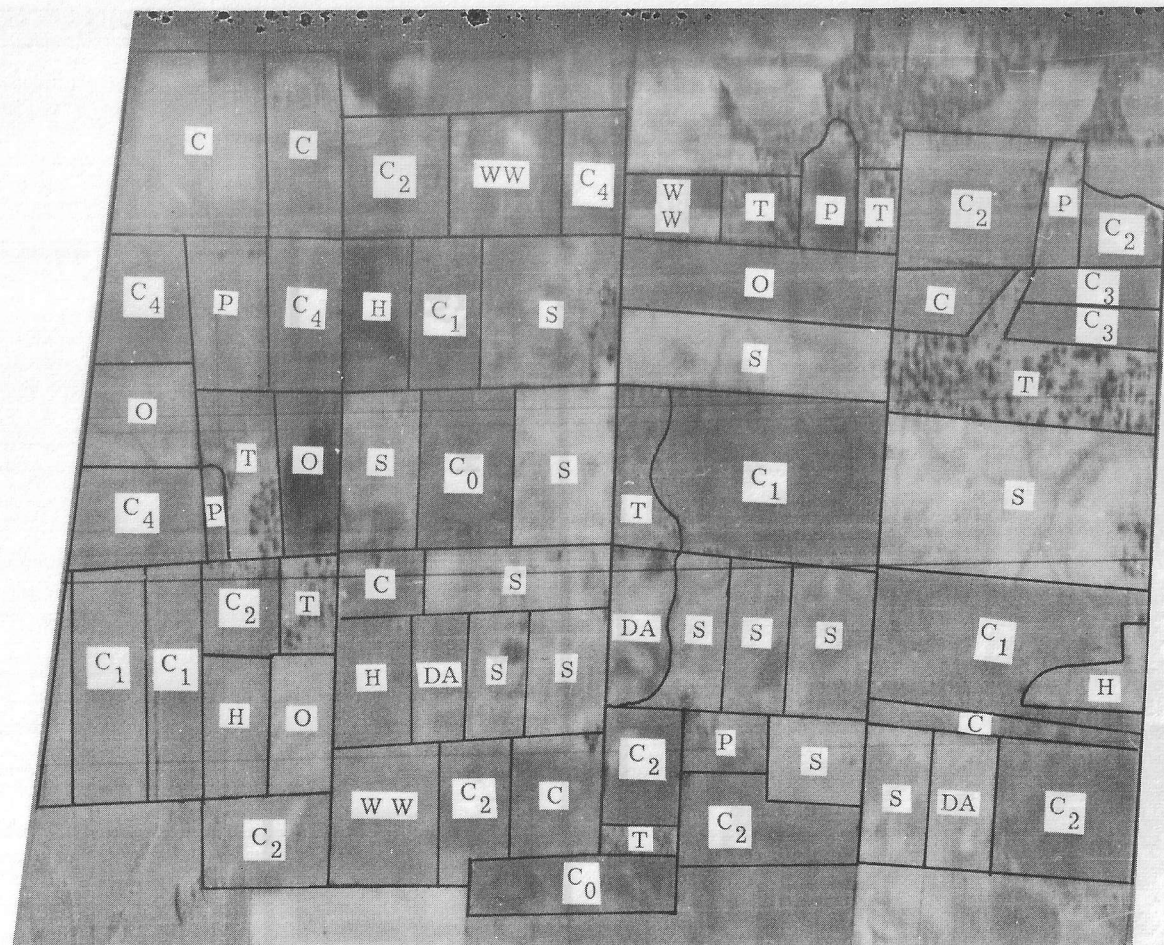 C C C₂ WW C₄
W
W T P T C₂ P C₂
C₄ P C₄ H C₁ S O C C₃
C₃
S T
O T O S C₀ S C₁ S
C₄ P T
C₂ T C S
C₁ C₁ H DA S S DA S S S C₁ H
H O C
C₂ P S
W W C₂ C S DA C₂
C₂ T C₂
C₀